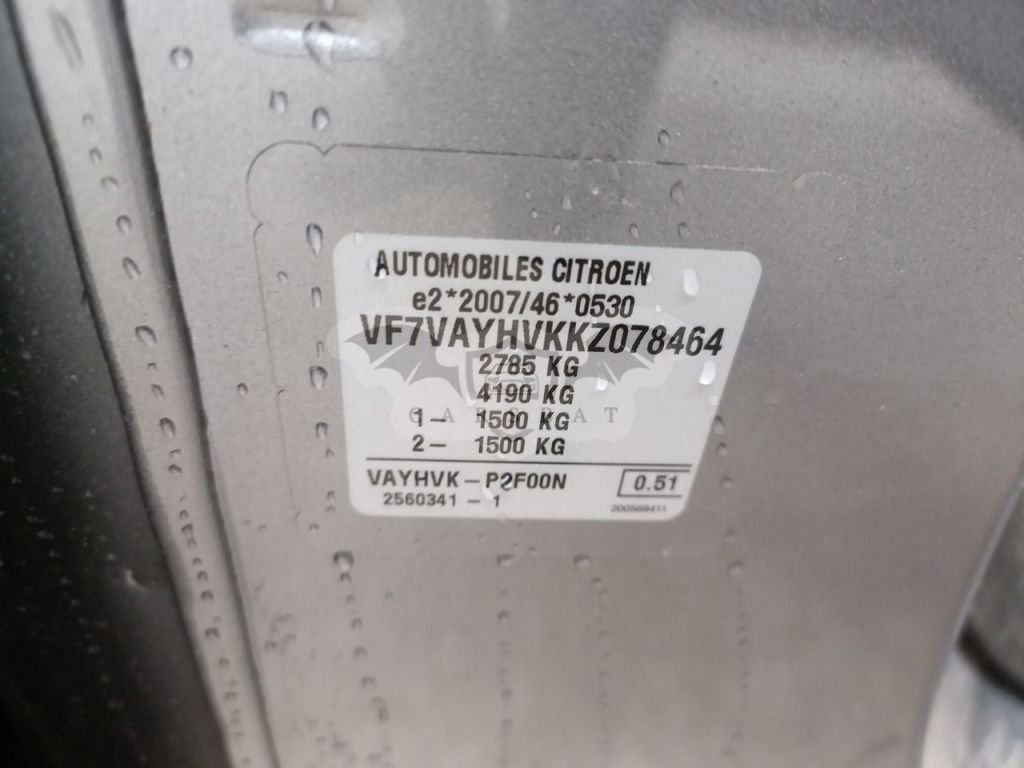 AUTOMOBILES CITROEN
e2*2007/46*0530
VF7VAYHVKKZ078464
2785 KG
4190 KG
1- 1500 KG
2- 1500 KG
CAROBAT
VAYHVK-P2F00N 0.51
2560341 - 1